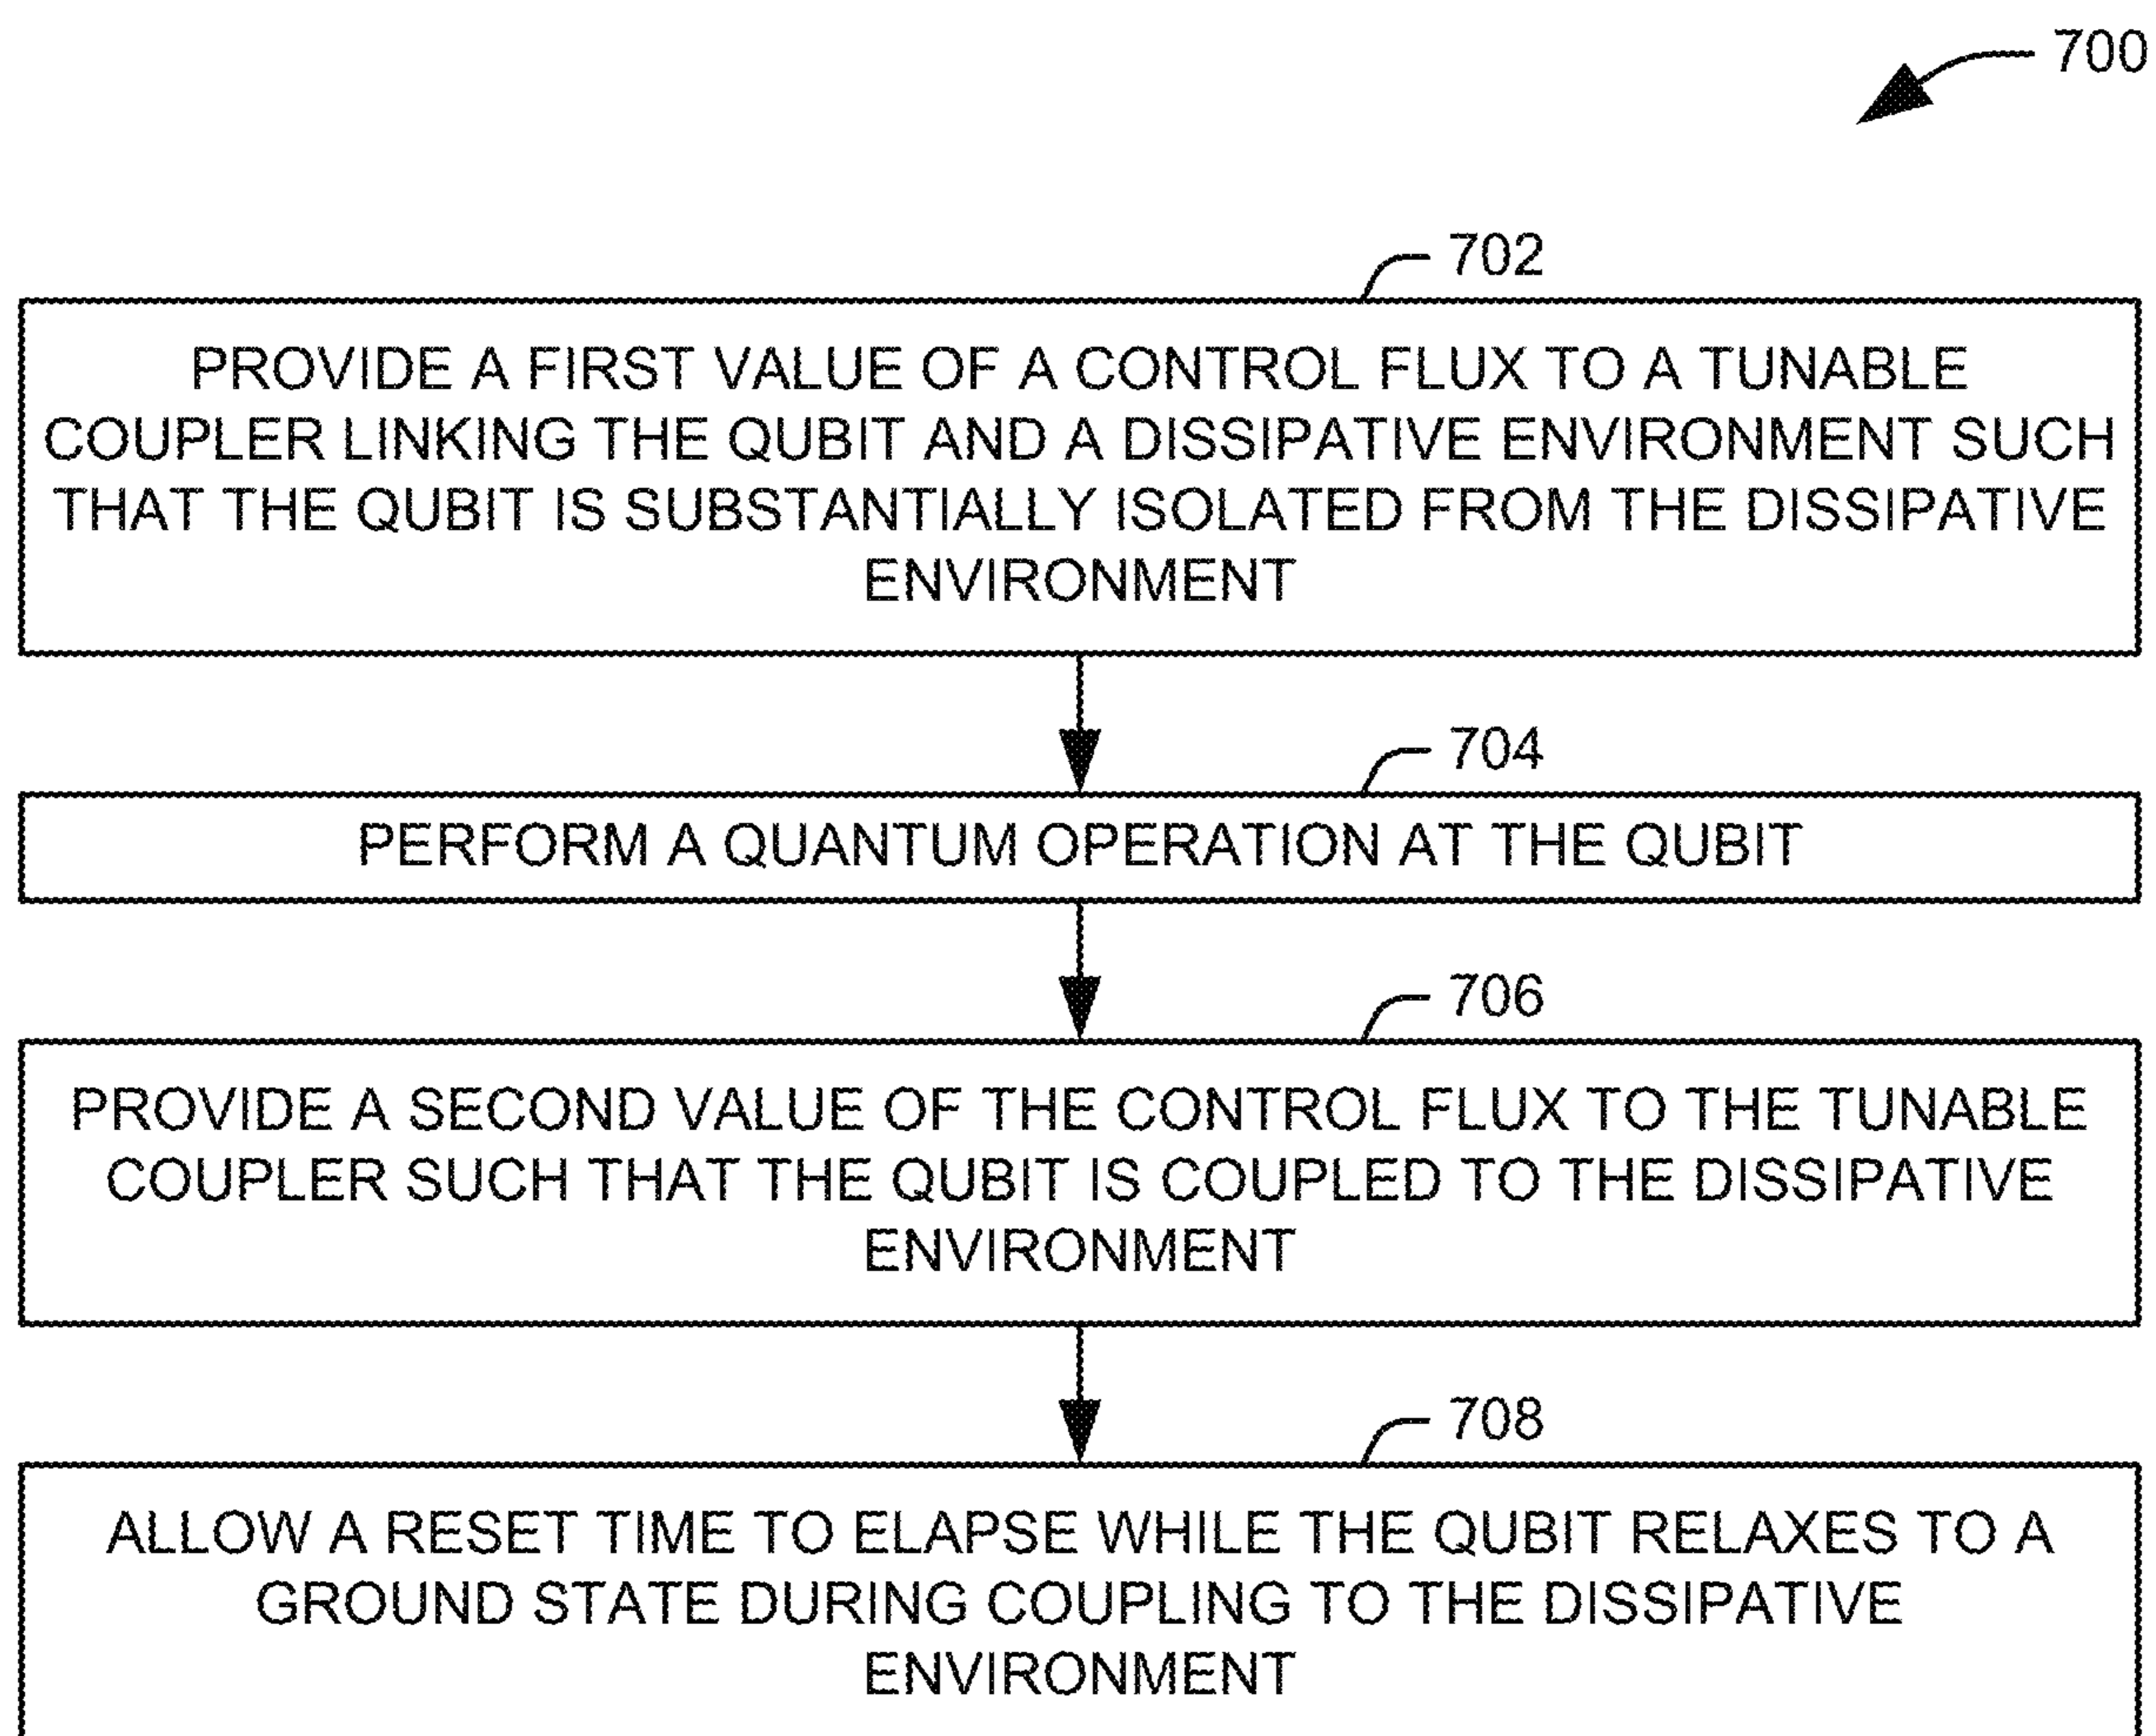 700
702
PROVIDE A FIRST VALUE OF A CONTROL FLUX TO A TUNABLE
COUPLER LINKING THE QUBIT AND A DISSIPATIVE ENVIRONMENT SUCH
THAT THE QUBIT IS SUBSTANTIALLY ISOLATED FROM THE DISSIPATIVE
ENVIRONMENT
704
PERFORM A QUANTUM OPERATION AT THE QUBIT
706
PROVIDE A SECOND VALUE OF THE CONTROL FLUX TO THE TUNABLE
COUPLER SUCH THAT THE QUBIT IS COUPLED TO THE DISSIPATIVE
ENVIRONMENT
708
ALLOW A RESET TIME TO ELAPSE WHILE THE QUBIT RELAXES TO A
GROUND STATE DURING COUPLING TO THE DISSIPATIVE
ENVIRONMENT